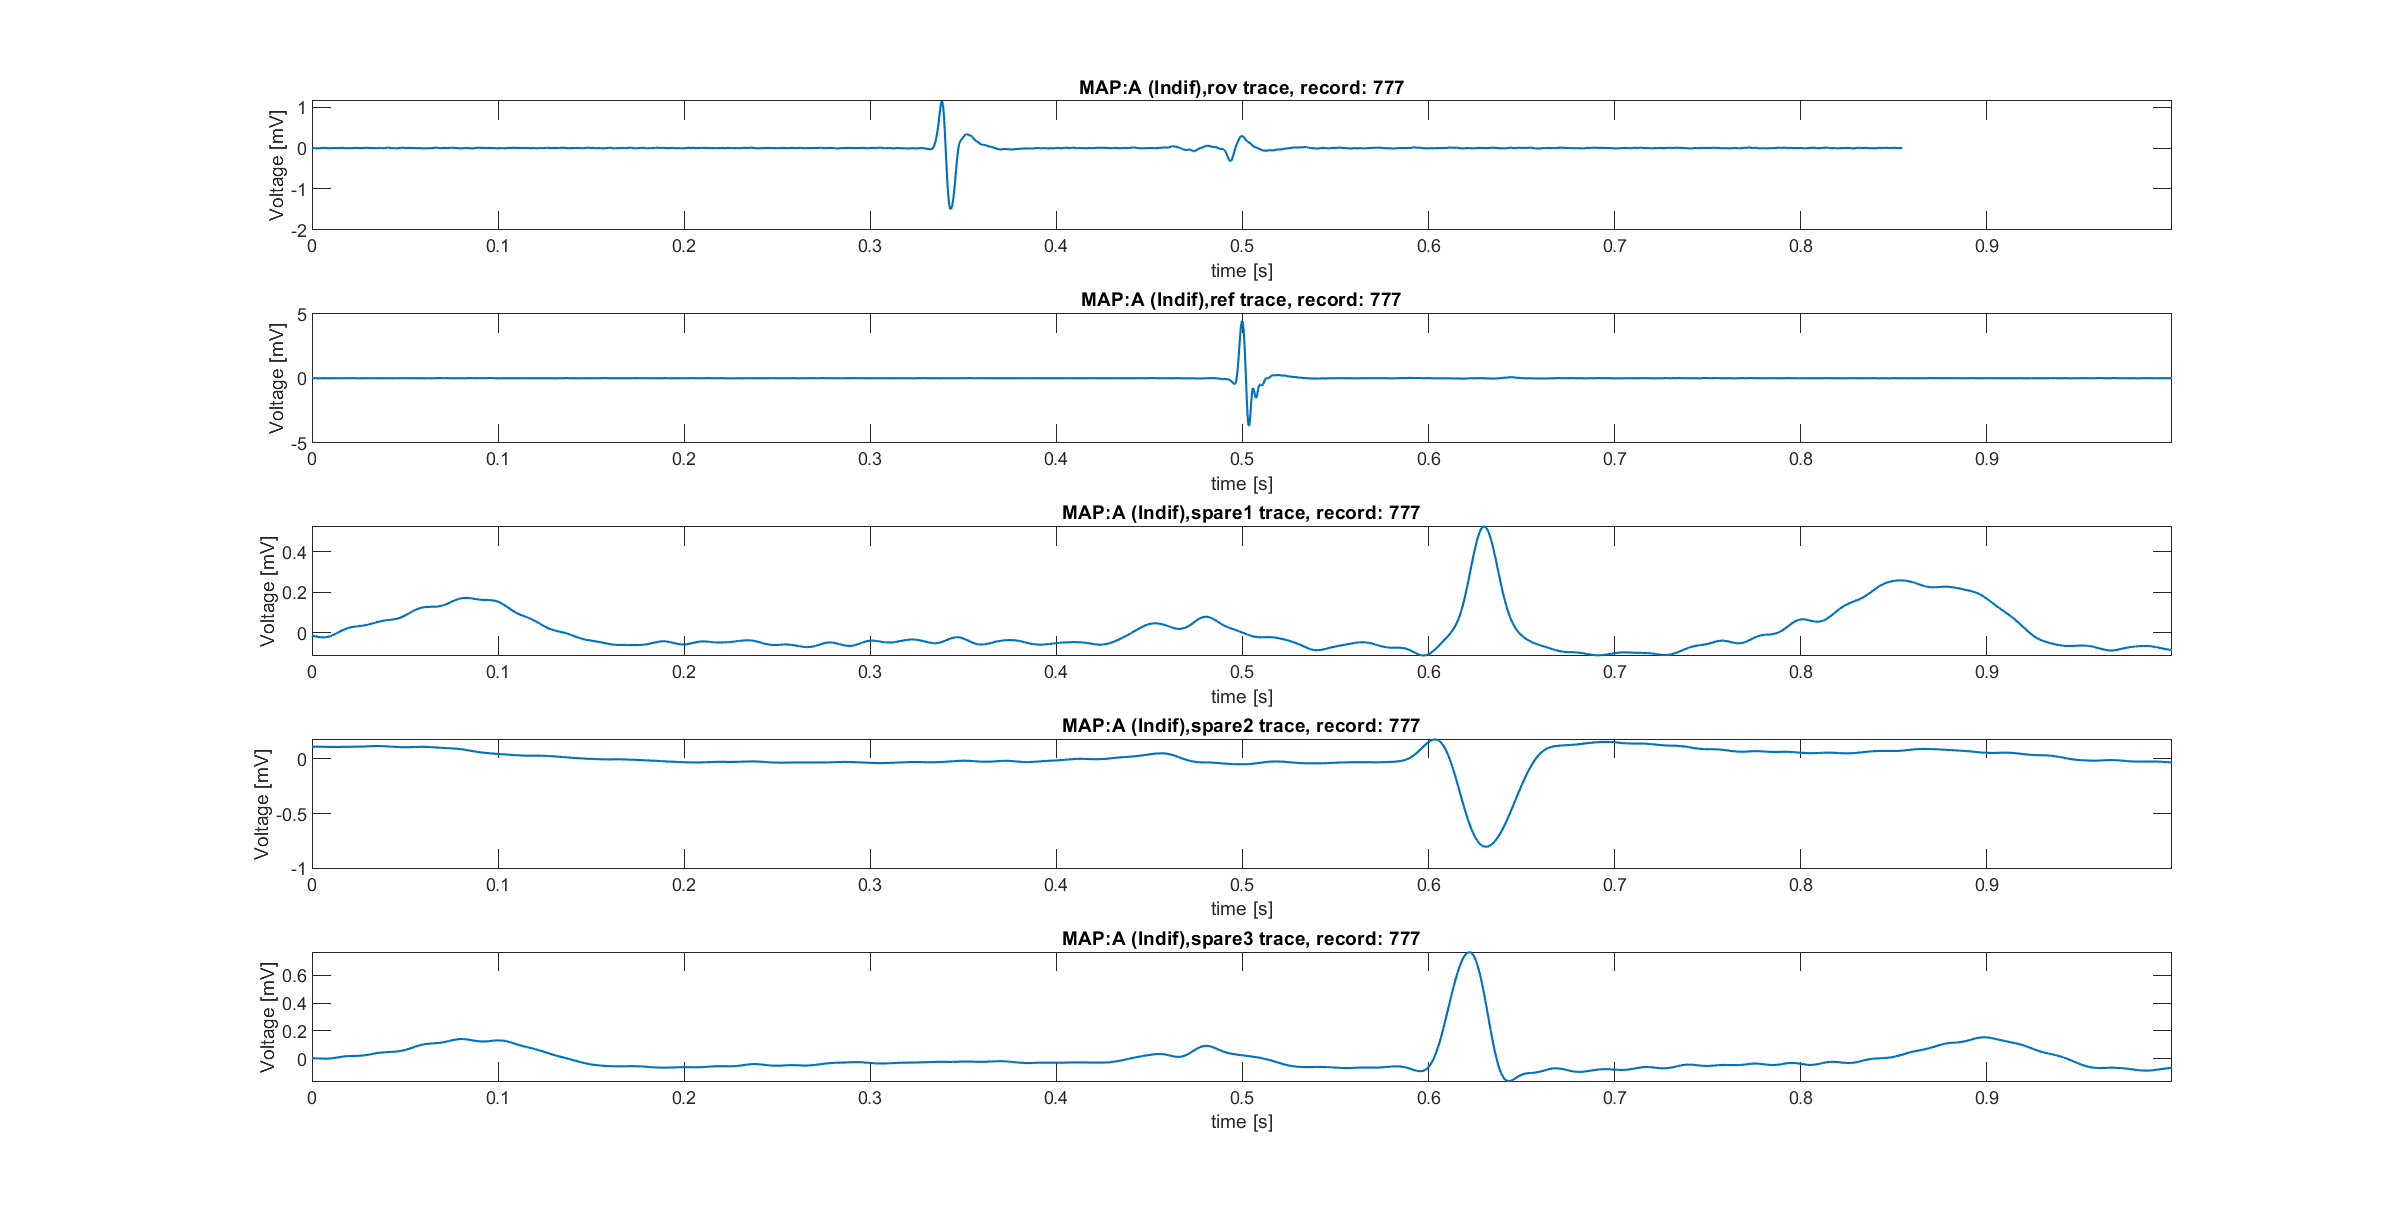 MAP:A (Indif),rov trace, record: 777
Voltage [mV]
1
0
-1
-2
0 0.1 0.2 0.3 0.4 0.5 0.6 0.7 0.8 0.9
time [s]
MAP:A (Indif),ref trace, record: 777
Voltage [mV]
5
0
-5
0 0.1 0.2 0.3 0.4 0.5 0.6 0.7 0.8 0.9
time [s]
MAP:A (Indif),spare1 trace, record: 777
Voltage [mV]
0.4
0.2
0
0 0.1 0.2 0.3 0.4 0.5 0.6 0.7 0.8 0.9
time [s]
MAP:A (Indif),spare2 trace, record: 777
Voltage [mV]
0
-0.5
-1
0 0.1 0.2 0.3 0.4 0.5 0.6 0.7 0.8 0.9
time [s]
MAP:A (Indif),spare3 trace, record: 777
Voltage [mV]
0.6
0.4
0.2
0
0 0.1 0.2 0.3 0.4 0.5 0.6 0.7 0.8 0.9
time [s]